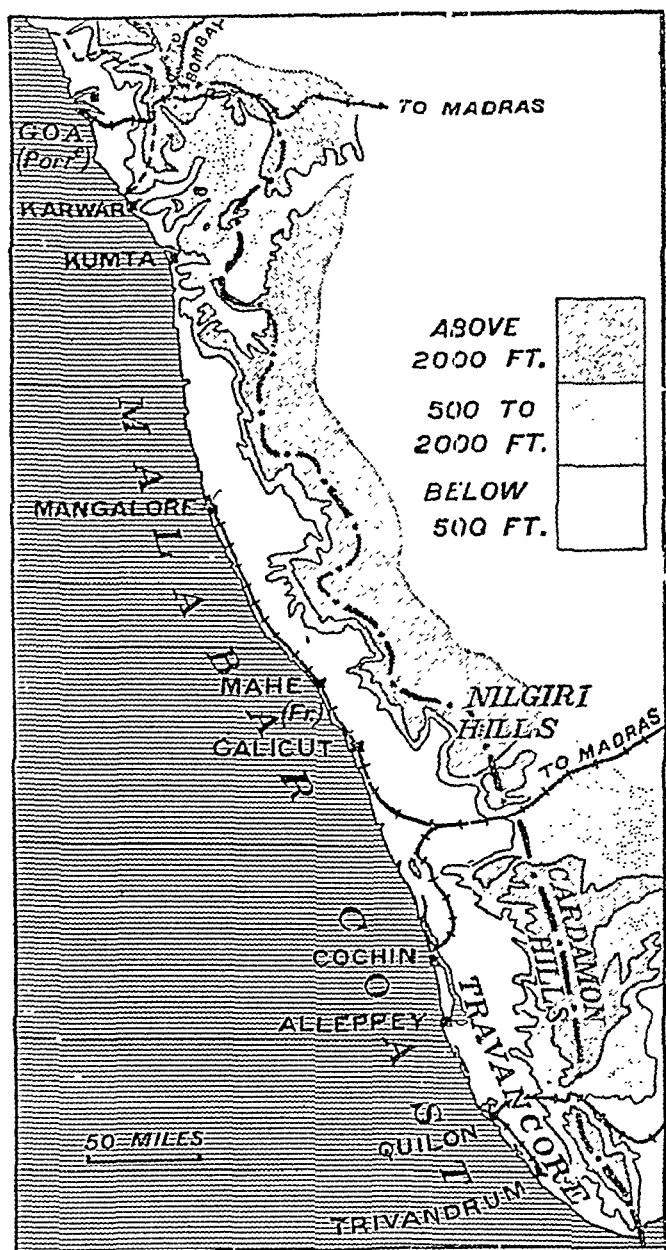 TO
BOMBAY
TO MADRAS
GOA
(Port?)
KARWAR
KUMTA
ABOVE
2000 FT.
500 TO
2000 FT.
BELOW
500 FT.
MALABAR COAST
MANGALORE
MAHE
(Fr.)
CALICUT
NILGIRI
HILLS
TO MADRAS
CARDAMON
HILLS
COCHIN
ALLEPPEY
TRAVANCORE
QUILON
TRIVANDRUM
50 MILES